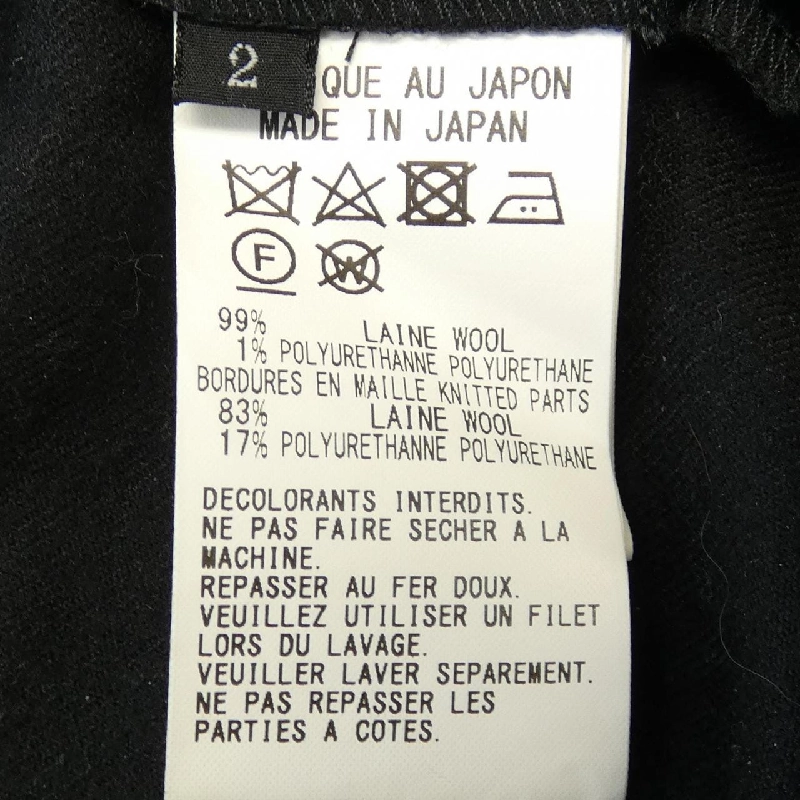 2
QUE AU JAPON
MADE IN JAPAN
F
W
99% LAINE WOOL
1% POLYURETHANNE POLYURETHANE
BORDURES EN MAILLE KNITTED PARTS
83% LAINE WOOL
17% POLYURETHANNE POLYURETHANE
DECOLORANTS INTERDITS.
NE PAS FAIRE SECHER A LA
MACHINE.
REPASSER AU FER DOUX.
VEUILLEZ UTILISER UN FILET
LORS DU LAVAGE.
VEUILLER LAVER SEPAREMENT.
NE PAS REPASSER LES
PARTIES A COTES.